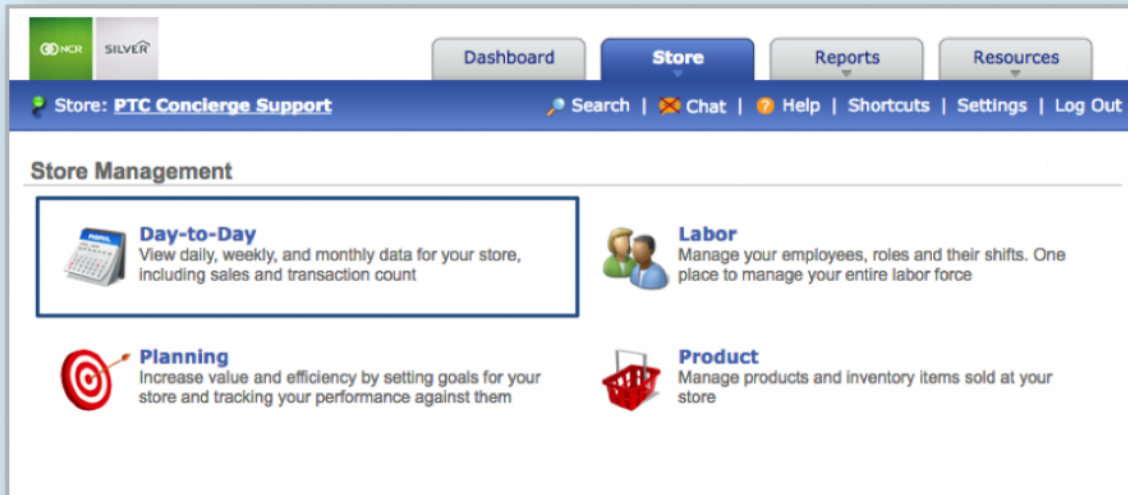 NCR SILVER
Dashboard Store Reports Resources
Store: PTC Concierge Support Search | Chat | Help | Shortcuts | Settings | Log Out
Store Management
Day-to-Day
View daily, weekly, and monthly data for your store,
including sales and transaction count
Labor
Manage your employees, roles and their shifts. One
place to manage your entire labor force
Planning
Increase value and efficiency by setting goals for your
store and tracking your performance against them
Product
Manage products and inventory items sold at your
store